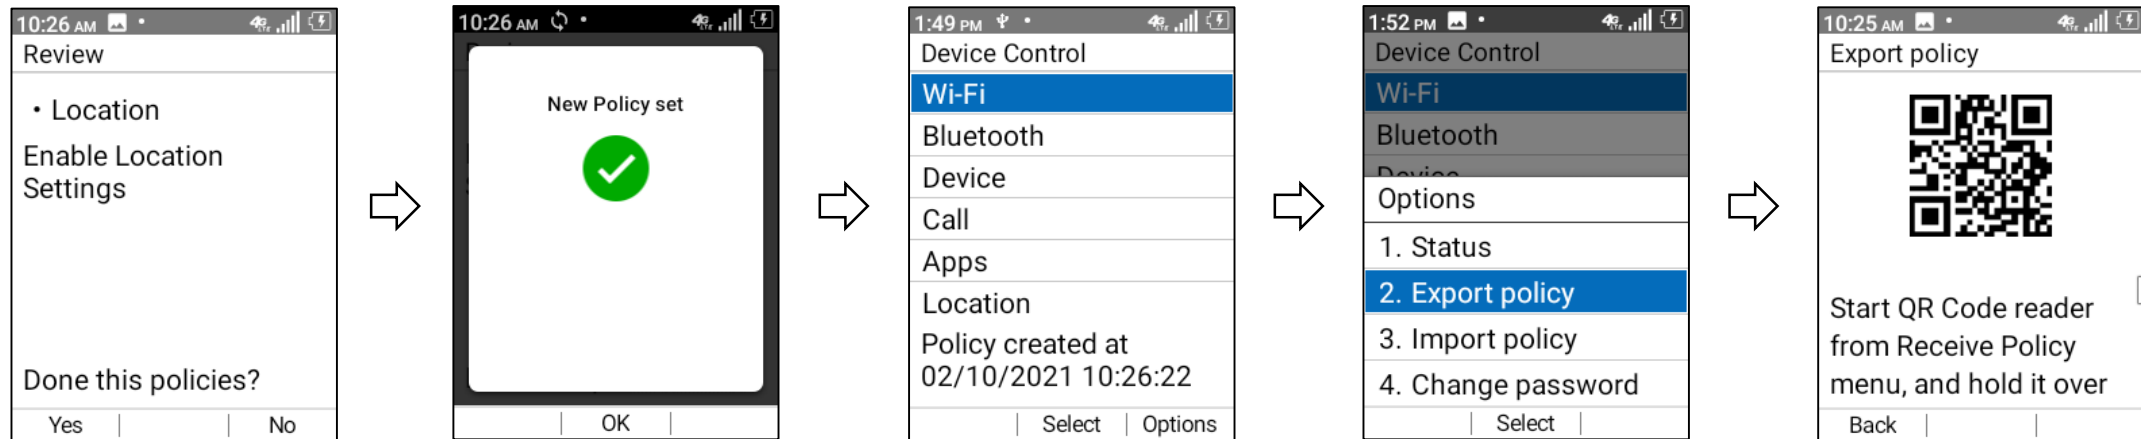 10:26 AM
Review
• Location
Enable Location
Settings
Done this policies?
Yes | | No
10:26 AM
New Policy set
OK
1:49 PM
Device Control
Wi-Fi
Bluetooth
Device
Call
Apps
Location
Policy created at
02/10/2021 10:26:22
Select | Options
1:52 PM
Device Control
Wi-Fi
Bluetooth
Device
Options
1. Status
2. Export policy
3. Import policy
4. Change password
Select
10:25 AM
Export policy
Start QR Code reader
from Receive Policy
menu, and hold it over
Back